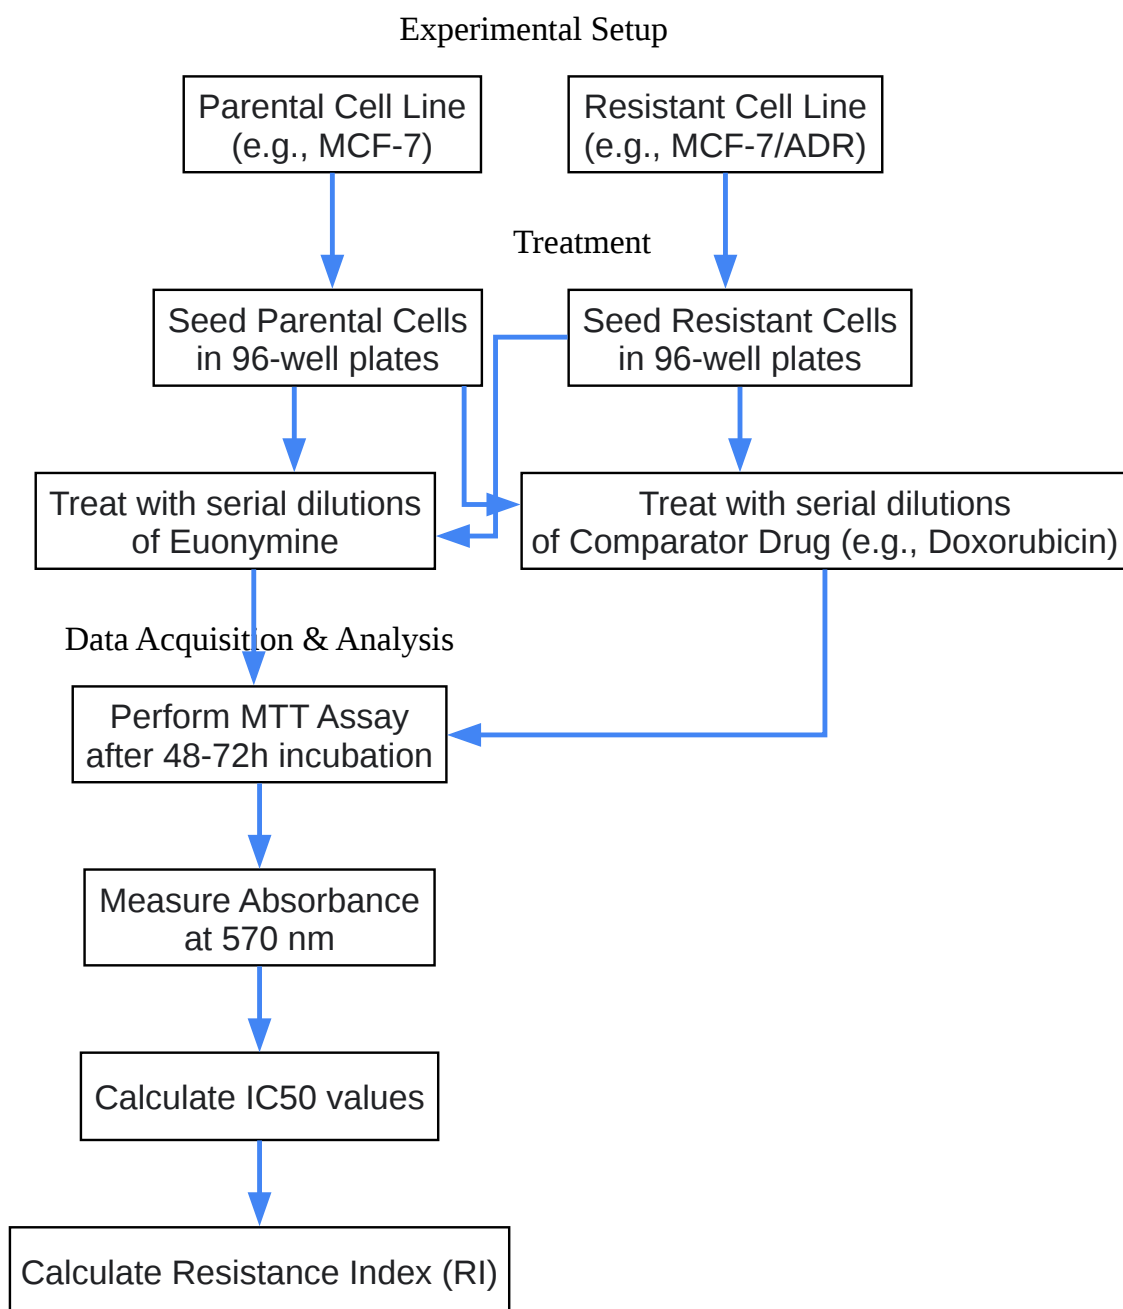 Experimental Setup
Parental Cell Line
(e.g., MCF-7)
Resistant Cell Line
(e.g., MCF-7/ADR)
Treatment
Seed Parental Cells
in 96-well plates
Seed Resistant Cells
in 96-well plates
Treat with serial dilutions
of Euonymine
Treat with serial dilutions
of Comparator Drug (e.g., Doxorubicin)
Data Acquisition & Analysis
Perform MTT Assay
after 48-72h incubation
Measure Absorbance
at 570 nm
Calculate IC50 values
Calculate Resistance Index (RI)